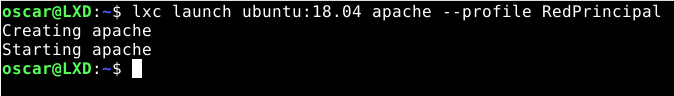 oscar@LXD:~$ lxc launch ubuntu:18.04 apache --profile RedPrincipal
Creating apache
Starting apache
oscar@LXD:~$